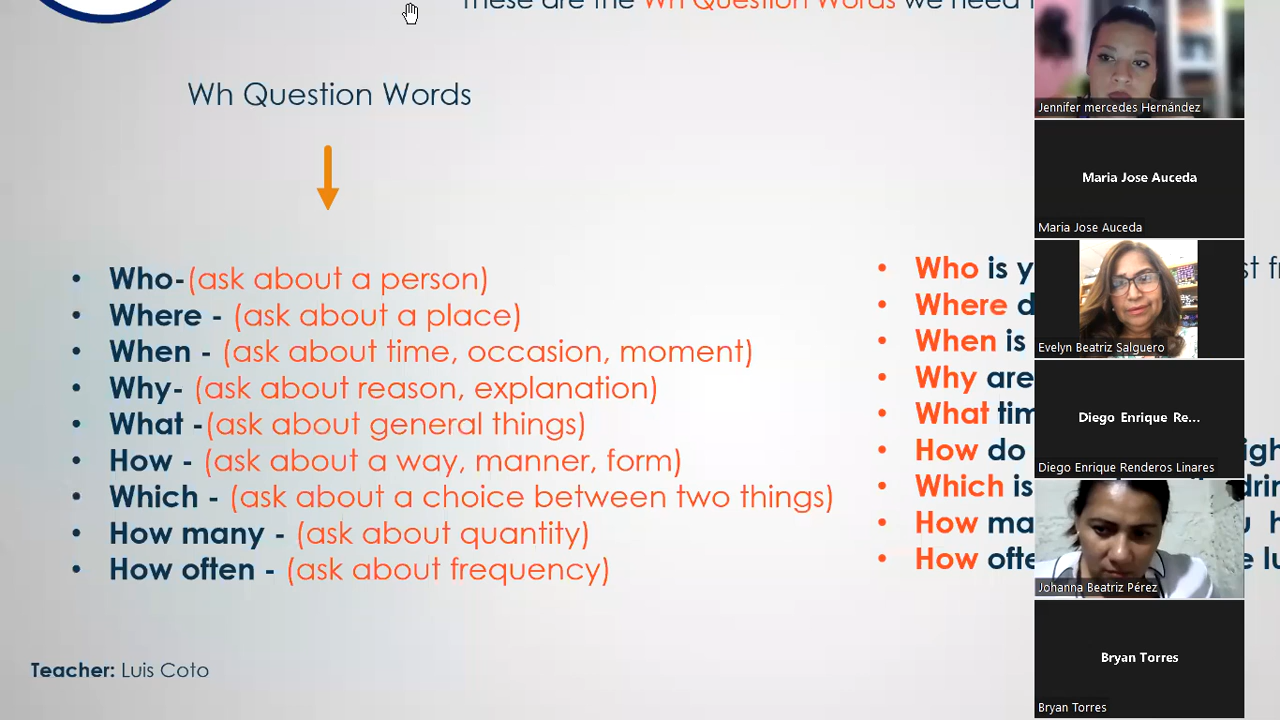 These are the Wh Question Words we need
Wh Question Words
• Who-(ask about a person)
• Where - (ask about a place)
• When - (ask about time, occasion, moment)
• Why- (ask about reason, explanation)
• What -(ask about general things)
• How - (ask about a way, manner, form)
• Which - (ask about a choice between two things)
• How many - (ask about quantity)
• How often - (ask about frequency)
• Who is
• Where
• When is
• Why are
• What
• How do
• Which is
• How
• How
Teacher: Luis Coto
Jennifer mercedes Hernández
Maria Jose Auceda
Maria Jose Auceda
Evelyn Beatriz Salguero
Diego Enrique Re...
Diego Enrique Renderos Linares
Johanna Beatriz Pérez
Bryan Torres
Bryan Torres